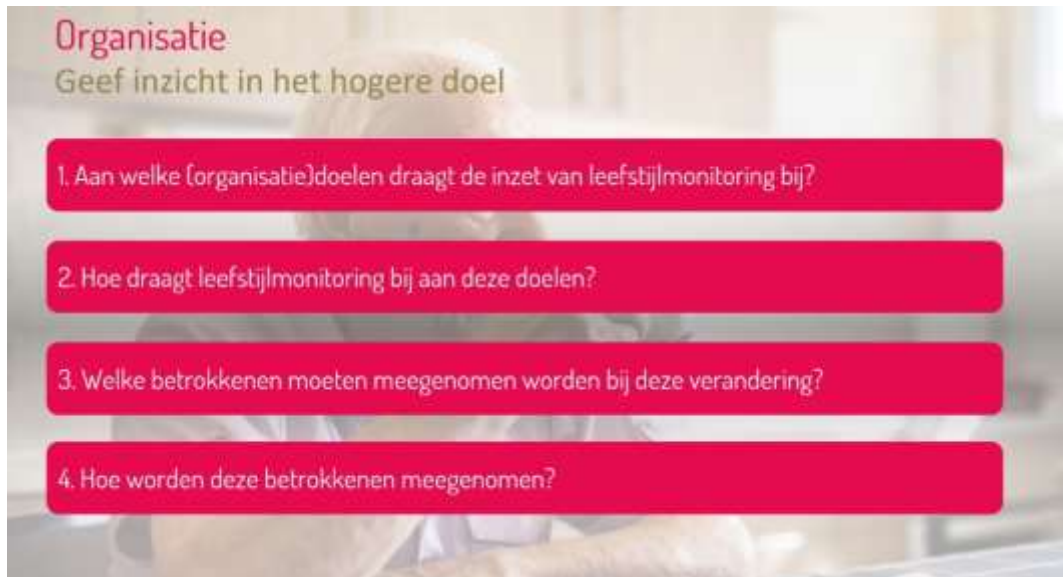 Organisatie
Geef inzicht in het hogere doel
1. Aan welke (organisatie)doelen draagt de inzet van leefstijlmonitoring bij?
2. Hoe draagt leefstijlmonitoring bij aan deze doelen?
3. Welke betrokkenen moeten meegenomen worden bij deze verandering?
4. Hoe worden deze betrokkenen meegenomen?